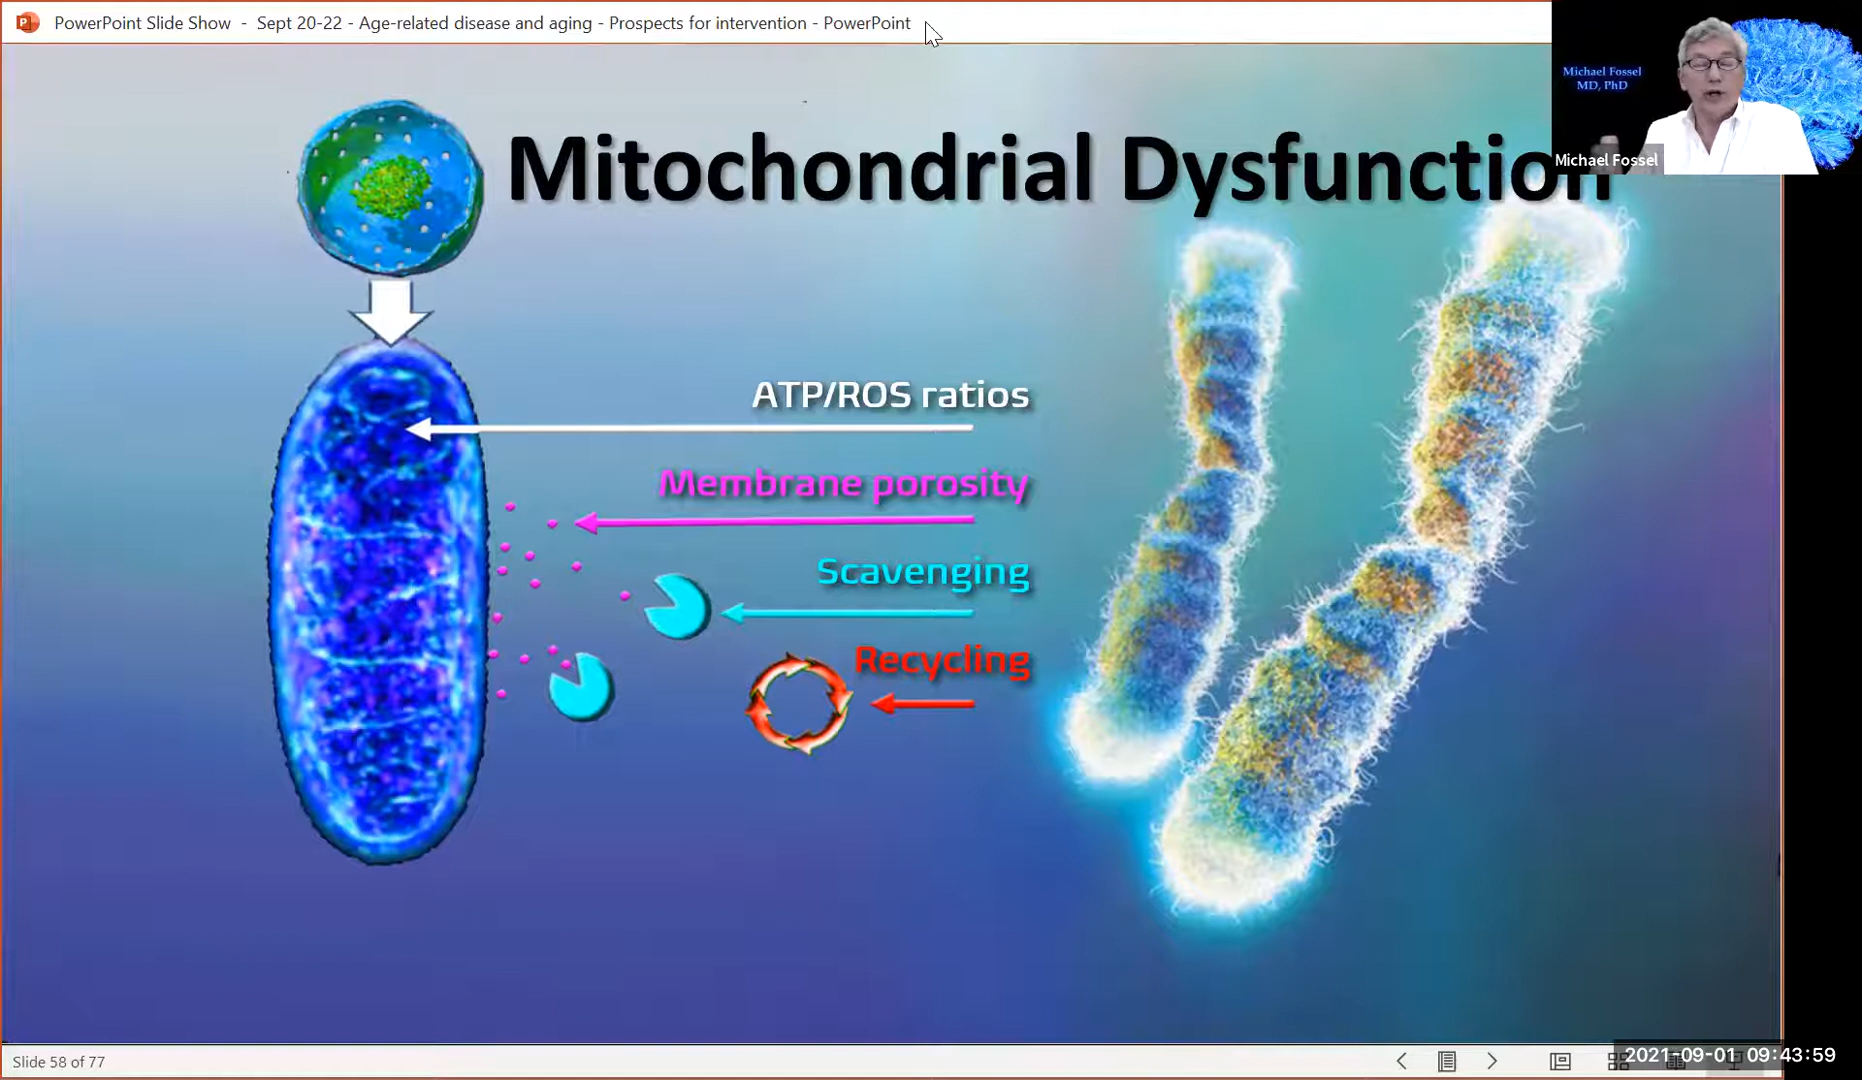 PowerPoint Slide Show - Sept 20-22 - Age-related disease and aging - Prospects for intervention - PowerPoint
Michael Fossel
MD, PhD
Michael Fossel
Mitochondrial Dysfunction
ATP/ROS ratios
Membrane porosity
Scavenging
Recycling
Slide 58 of 77
2021-09-01 09:43:59